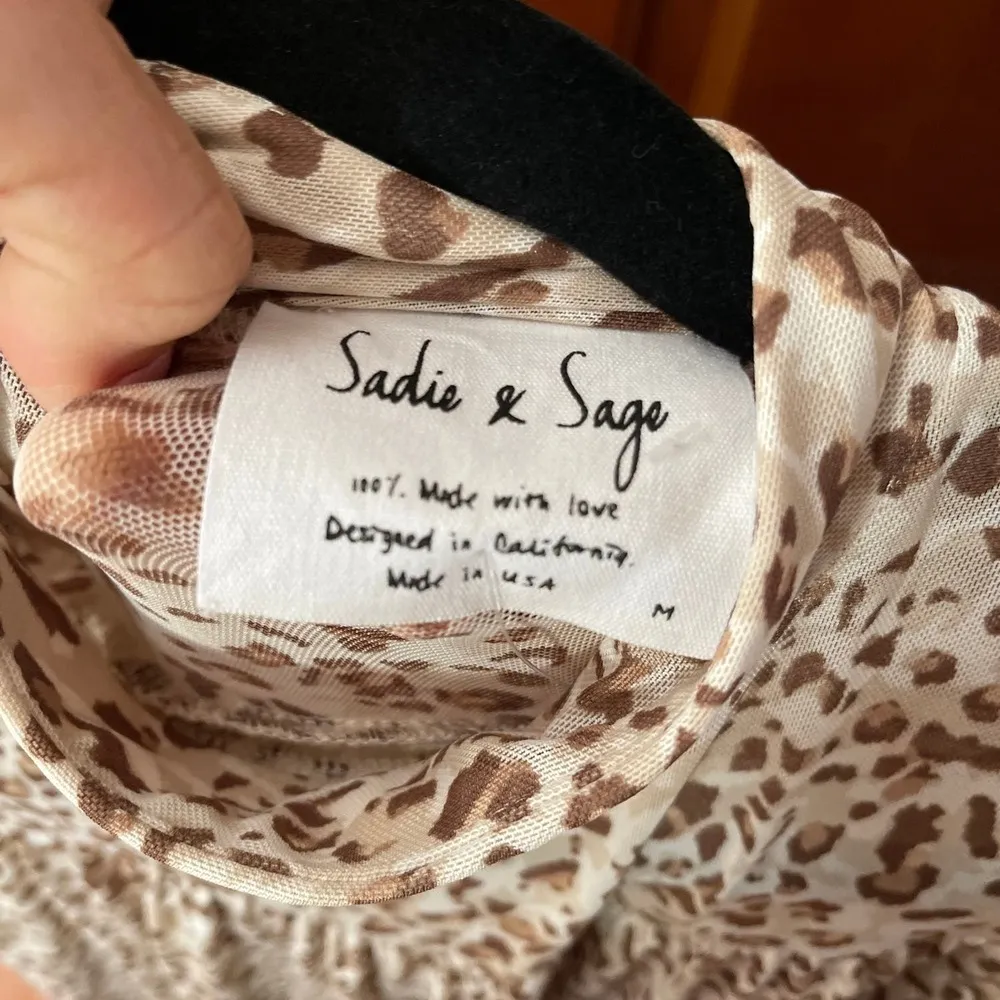 Sadie & Sage
100% Made with love
Designed in California.
Made in USA
M